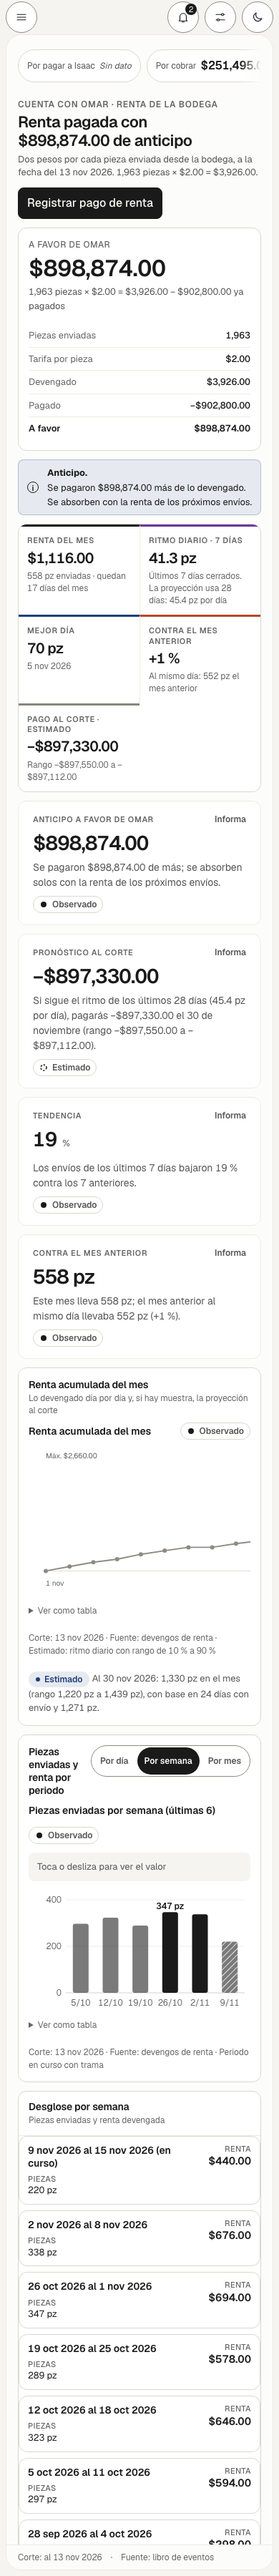 2
Por pagar a Isaac Sin dato
Por cobrar $251,495.0
CUENTA CON OMAR · RENTA DE LA BODEGA
Renta pagada con
$898,874.00 de anticipo
Dos pesos por cada pieza enviada desde la bodega, a la
fecha del 13 nov 2026. 1,963 piezas × $2.00 = $3,926.00.
Registrar pago de renta
A FAVOR DE OMAR
$898,874.00
1,963 piezas × $2.00 = $3,926.00 − $902,800.00 ya
pagados
Piezas enviadas 1,963
Tarifa por pieza $2.00
Devengado $3,926.00
Pagado −$902,800.00
A favor $898,874.00
Anticipo.
Se pagaron $898,874.00 más de lo devengado.
Se absorben con la renta de los próximos envíos.
RENTA DEL MES
$1,116.00
558 pz enviadas · quedan
17 días del mes
RITMO DIARIO · 7 DÍAS
41.3 pz
Últimos 7 días cerrados.
La proyección usa 28
días: 45.4 pz por día
MEJOR DÍA
70 pz
5 nov 2026
CONTRA EL MES
ANTERIOR
+1 %
Al mismo día: 552 pz el
mes anterior
PAGO AL CORTE ·
ESTIMADO
−$897,330.00
Rango −$897,550.00 a −
$897,112.00
ANTICIPO A FAVOR DE OMAR Informa
$898,874.00
Se pagaron $898,874.00 de más; se absorben
solos con la renta de los próximos envíos.
Observado
PRONÓSTICO AL CORTE Informa
−$897,330.00
Si sigue el ritmo de los últimos 28 días (45.4 pz
por día), pagarás −$897,330.00 el 30 de
noviembre (rango −$897,550.00 a −
$897,112.00).
Estimado
TENDENCIA Informa
19 %
Los envíos de los últimos 7 días bajaron 19 %
contra los 7 anteriores.
Observado
CONTRA EL MES ANTERIOR Informa
558 pz
Este mes lleva 558 pz; el mes anterior al
mismo día llevaba 552 pz (+1 %).
Observado
Renta acumulada del mes
Lo devengado día por día y, si hay muestra, la proyección
al corte
Renta acumulada del mes Observado
Máx. $2,660.00
1 nov
Ver como tabla
Corte: 13 nov 2026 · Fuente: devengos de renta ·
Estimado: ritmo diario con rango de 10 % a 90 %
Estimado Al 30 nov 2026: 1,330 pz en el mes
(rango 1,220 pz a 1,439 pz), con base en 24 días con
envío y 1,271 pz.
Piezas
enviadas y
renta por
periodo
Por día Por semana Por mes
Piezas enviadas por semana (últimas 6)
Observado
Toca o desliza para ver el valor
400
347 pz
200
0
5/10 12/10 19/10 26/10 2/11 9/11
Ver como tabla
Corte: 13 nov 2026 · Fuente: devengos de renta · Periodo
en curso con trama
Desglose por semana
Piezas enviadas y renta devengada
9 nov 2026 al 15 nov 2026 (en
curso)
PIEZAS
220 pz
RENTA
$440.00
2 nov 2026 al 8 nov 2026
PIEZAS
338 pz
RENTA
$676.00
26 oct 2026 al 1 nov 2026
PIEZAS
347 pz
RENTA
$694.00
19 oct 2026 al 25 oct 2026
PIEZAS
289 pz
RENTA
$578.00
12 oct 2026 al 18 oct 2026
PIEZAS
323 pz
RENTA
$646.00
5 oct 2026 al 11 oct 2026
PIEZAS
297 pz
RENTA
$594.00
28 sep 2026 al 4 oct 2026
RENTA
Corte: al 13 nov 2026 · Fuente: libro de eventos